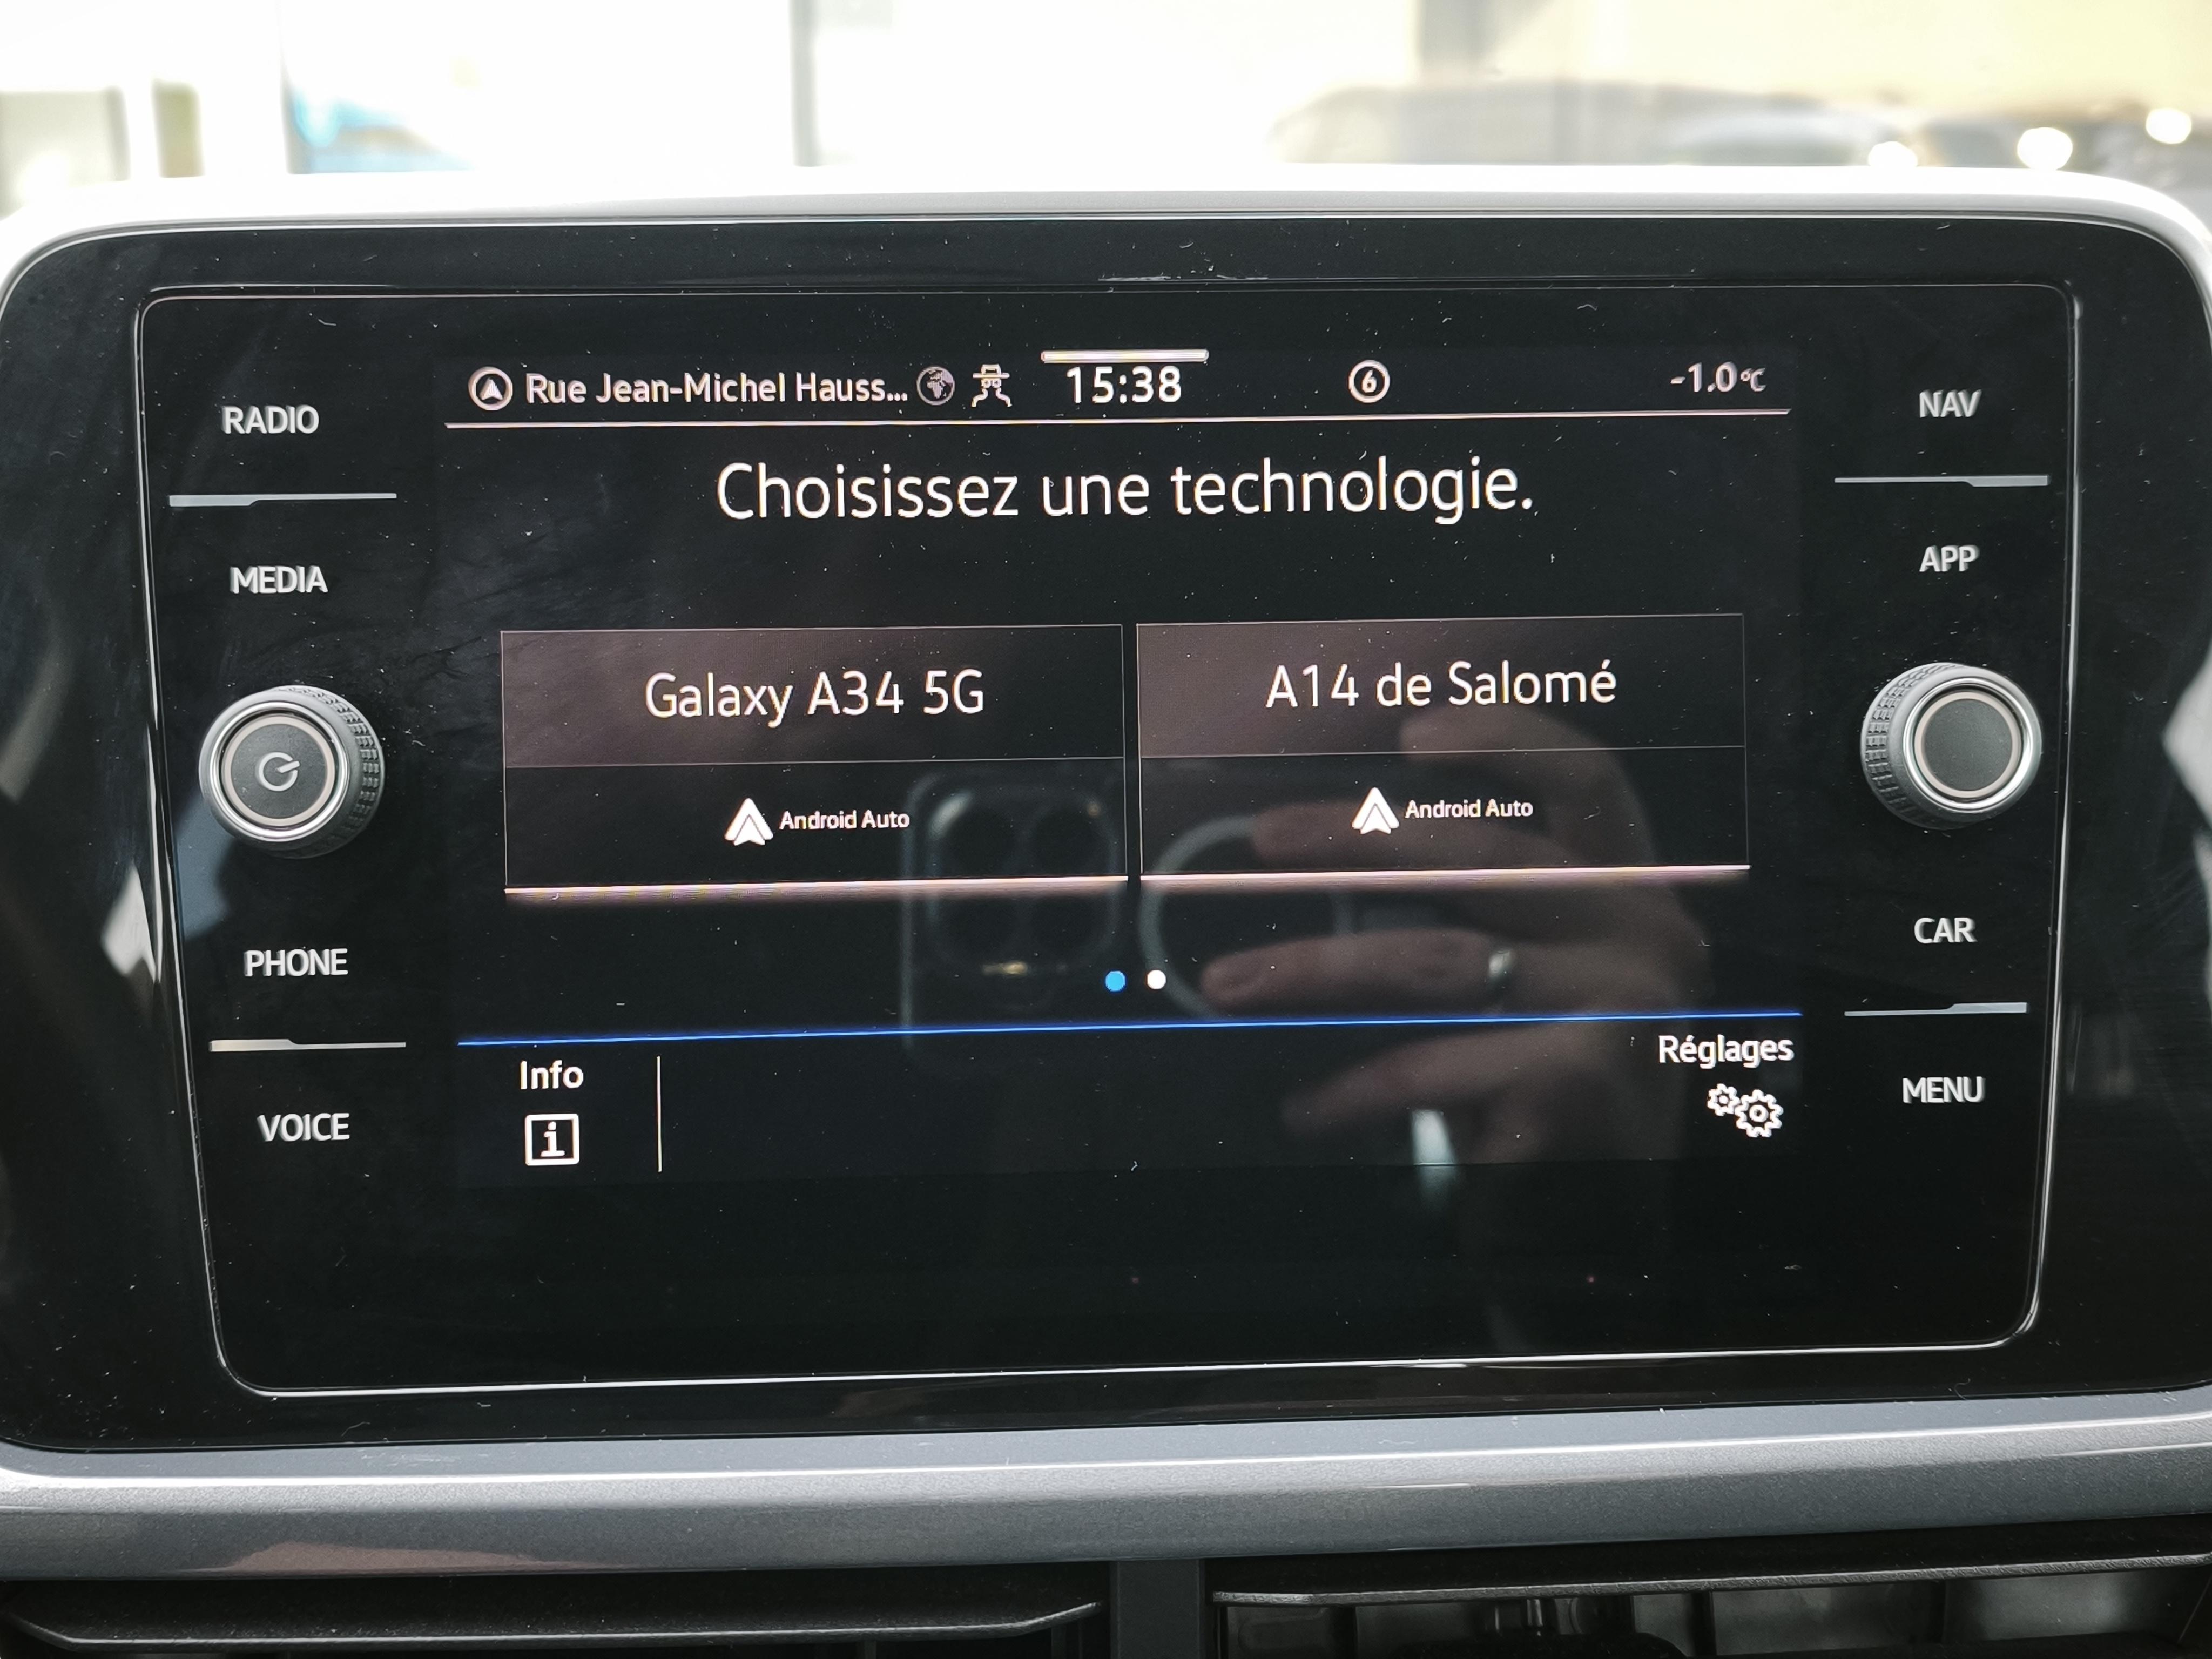 Rue Jean-Michel Hauss... 15:38 6 -1.0°C
RADIO
NAV
Choisissez une technologie.
MEDIA
APP
Galaxy A34 5G
A14 de Salomé
Android Auto
Android Auto
PHONE
CAR
Info
Réglages
VOICE
MENU